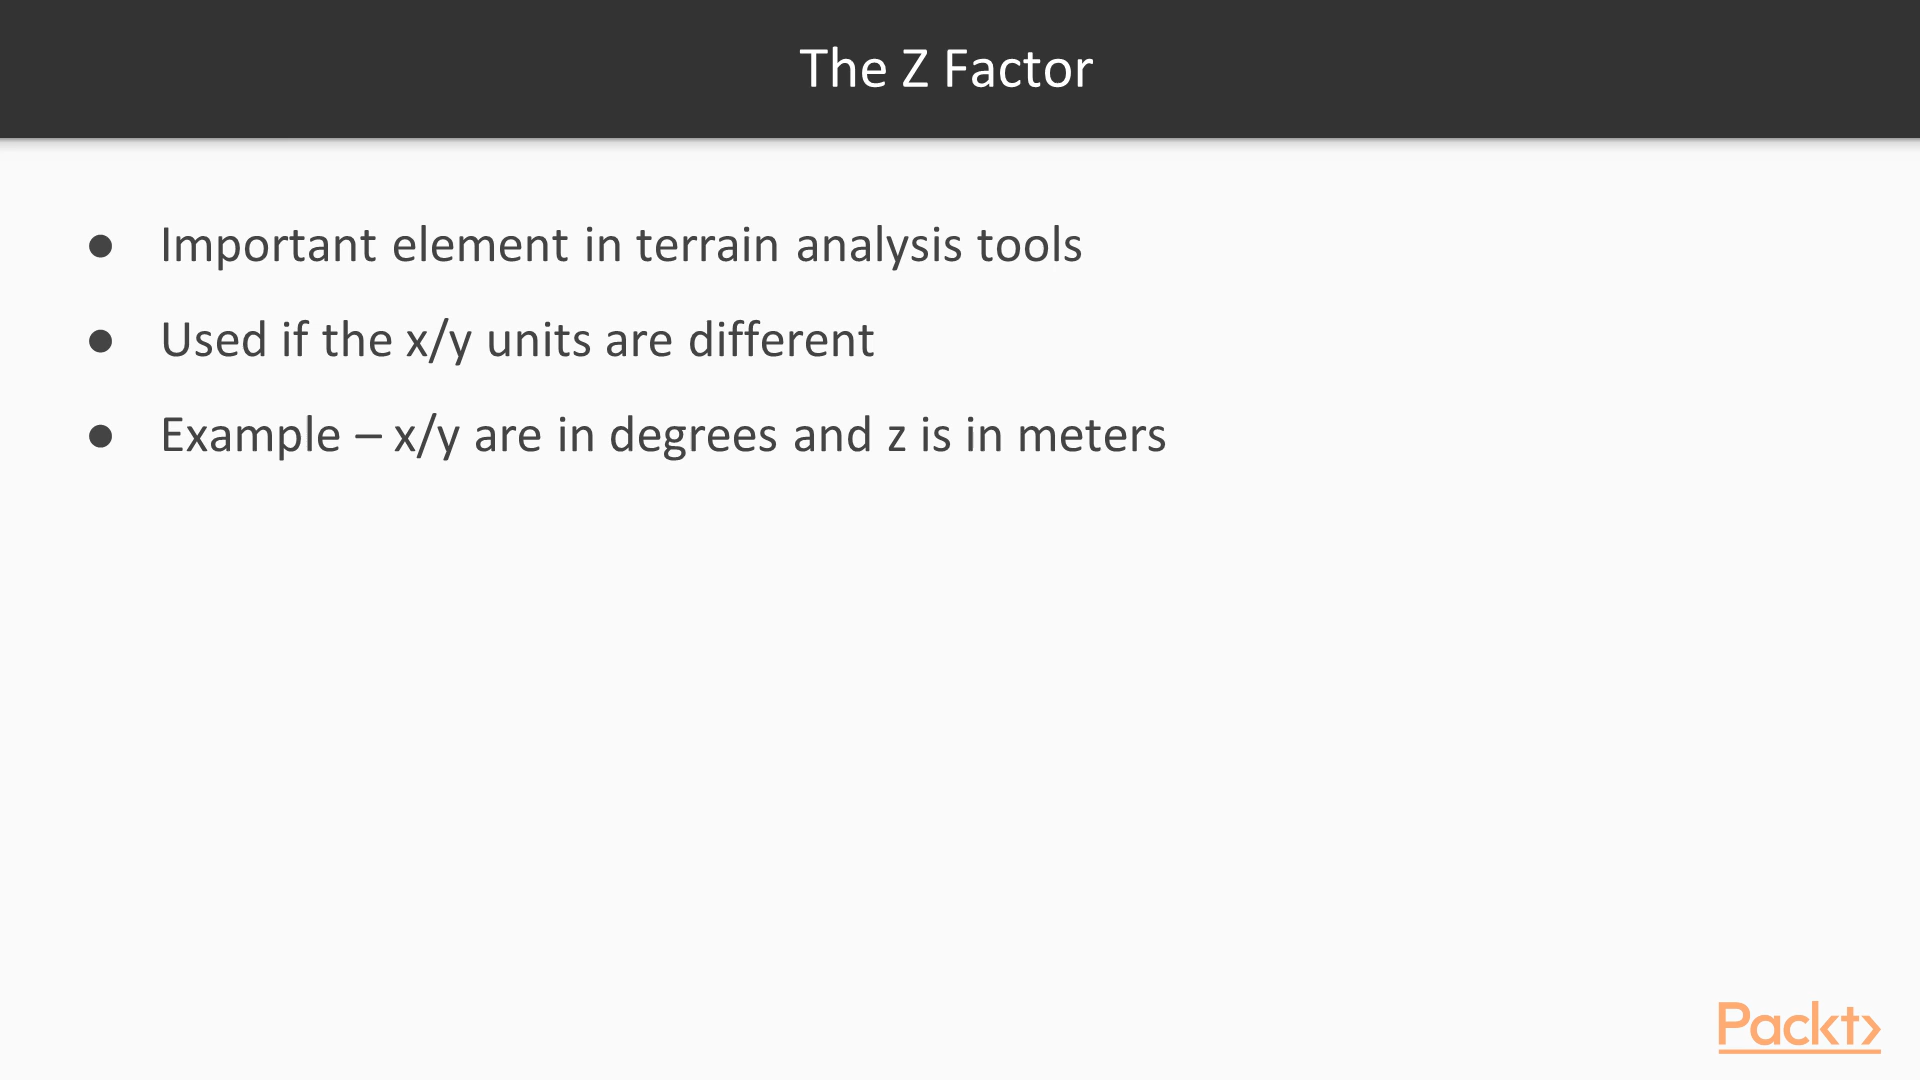 The Z Factor
● Important element in terrain analysis tools
● Used if the x/y units are different
● Example – x/y are in degrees and z is in meters
Packt>